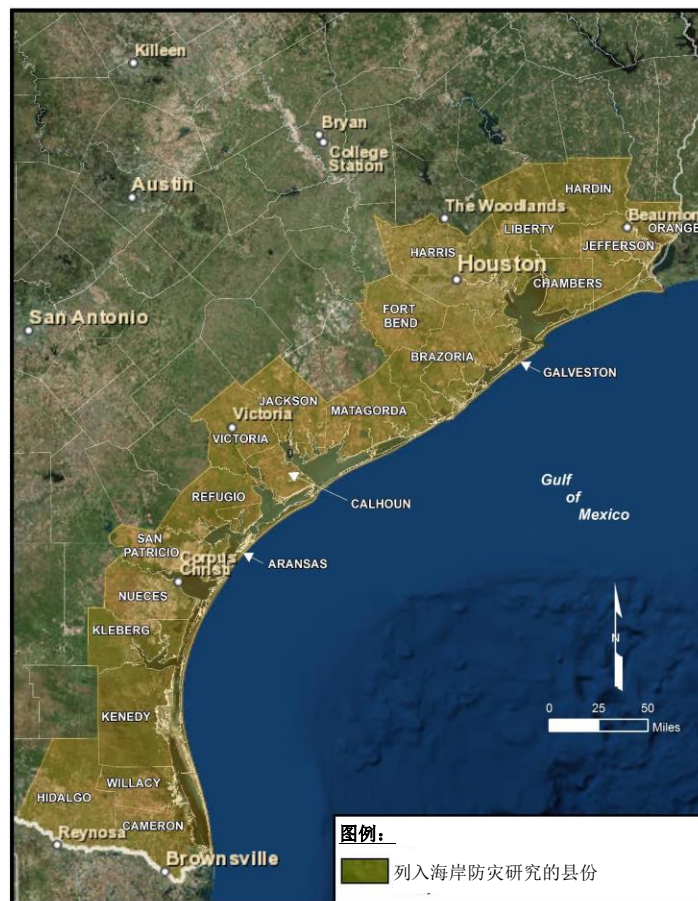 Killeen
Bryan
College
Station
Austin
HARDIN
The Woodlands
Beaumont
LIBERTY
ORANGE
HARRIS
JEFFERSON
Houston
CHAMBERS
San Antonio
FORT
BEND
BRAZORIA
GALVESTON
JACKSON
Victoria
MATAGORDA
VICTORIA
Gulf
of
Mexico
REFUGIO
CALHOUN
SAN
PATRICIO
Corpus
Christi
ARANSAS
NUECES
KLEBERG
N
KENEDY
0 25 50
Miles
WILLACY
HIDALGO
CAMERON
Reynosa
Brownsville
图例：
列入海岸防灾研究的县份